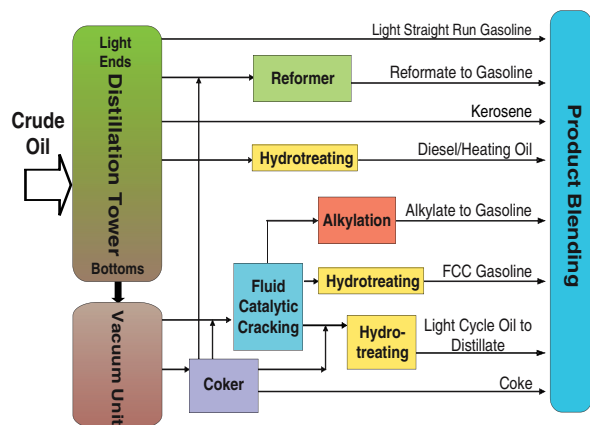 Light
Ends
Distillation Tower
Bottoms
Crude
Oil
Vacuum Unit
Light Straight Run Gasoline
Reformer
Reformate to Gasoline
Kerosene
Hydrotreating
Diesel/Heating Oil
Alkylation
Alkylate to Gasoline
Fluid
Catalytic
Cracking
Hydrotreating
FCC Gasoline
Hydro-
treating
Light Cycle Oil to
Distillate
Coker
Coke
Product Blending